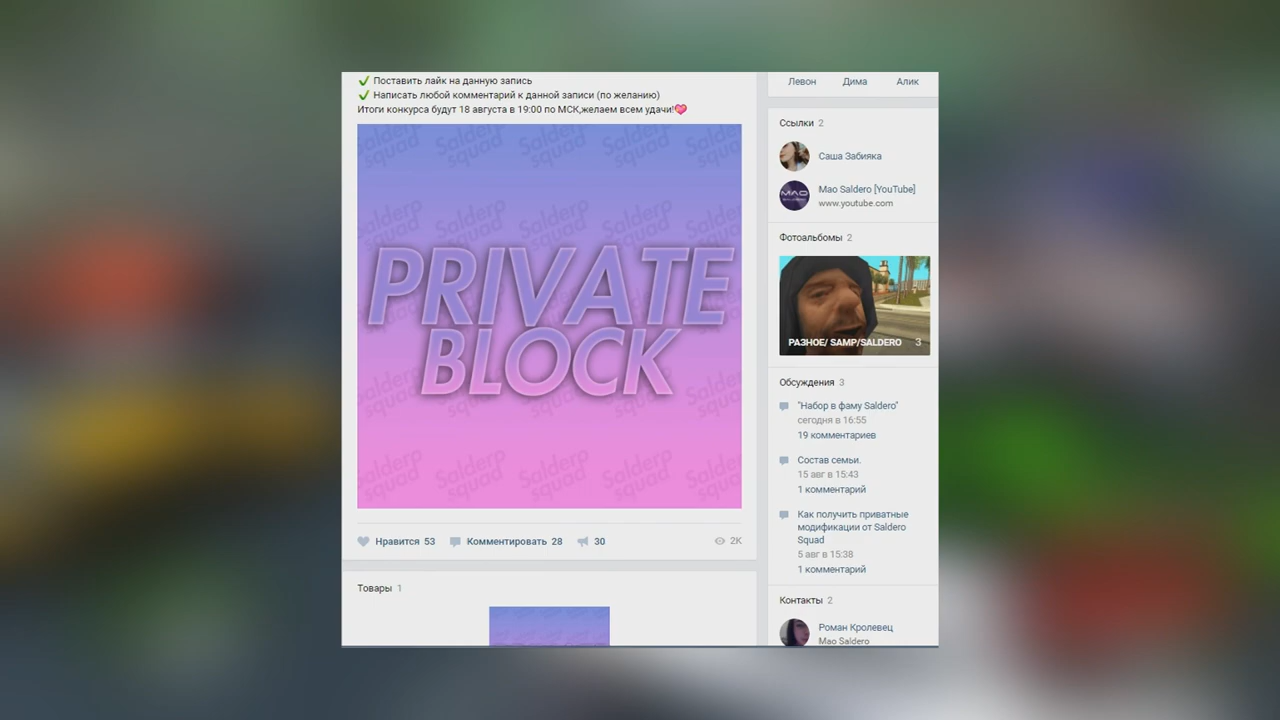 ✔ Поставить лайк на данную запись
✔ Написать любой комментарий к данной записи (по желанию)
Итоги конкурса будут 18 августа в 19:00 по МСК,желаем всем удачи!💝
Salderp squad
PRIVATE
BLOCK
Нравится 53
Комментировать 28
30
2K
Товары 1
Левон Дима Алик
Ссылки 2
Саша Забияка
MAO
SALDERO
Mao Saldero [YouTube]
www.youtube.com
Фотоальбомы 2
РАЗНОЕ/ SAMP/SALDERO 3
Обсуждения 3
"Набор в фаму Saldero"
сегодня в 16:55
19 комментариев
Состав семьи.
15 авг в 15:43
1 комментарий
Как получить приватные
модификации от Saldero
Squad
5 авг в 15:38
1 комментарий
Контакты 2
Роман Кролевец
Mao Saldero